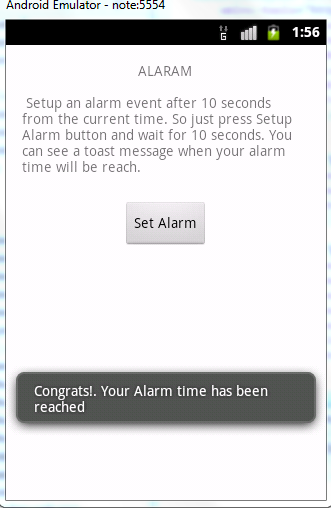 Android Emulator - note:5554
1:56
ALARAM
Setup an alarm event after 10 seconds
from the current time. So just press Setup
Alarm button and wait for 10 seconds. You
can see a toast message when your alarm
time will be reach.
Set Alarm
Congrats!. Your Alarm time has been
reached